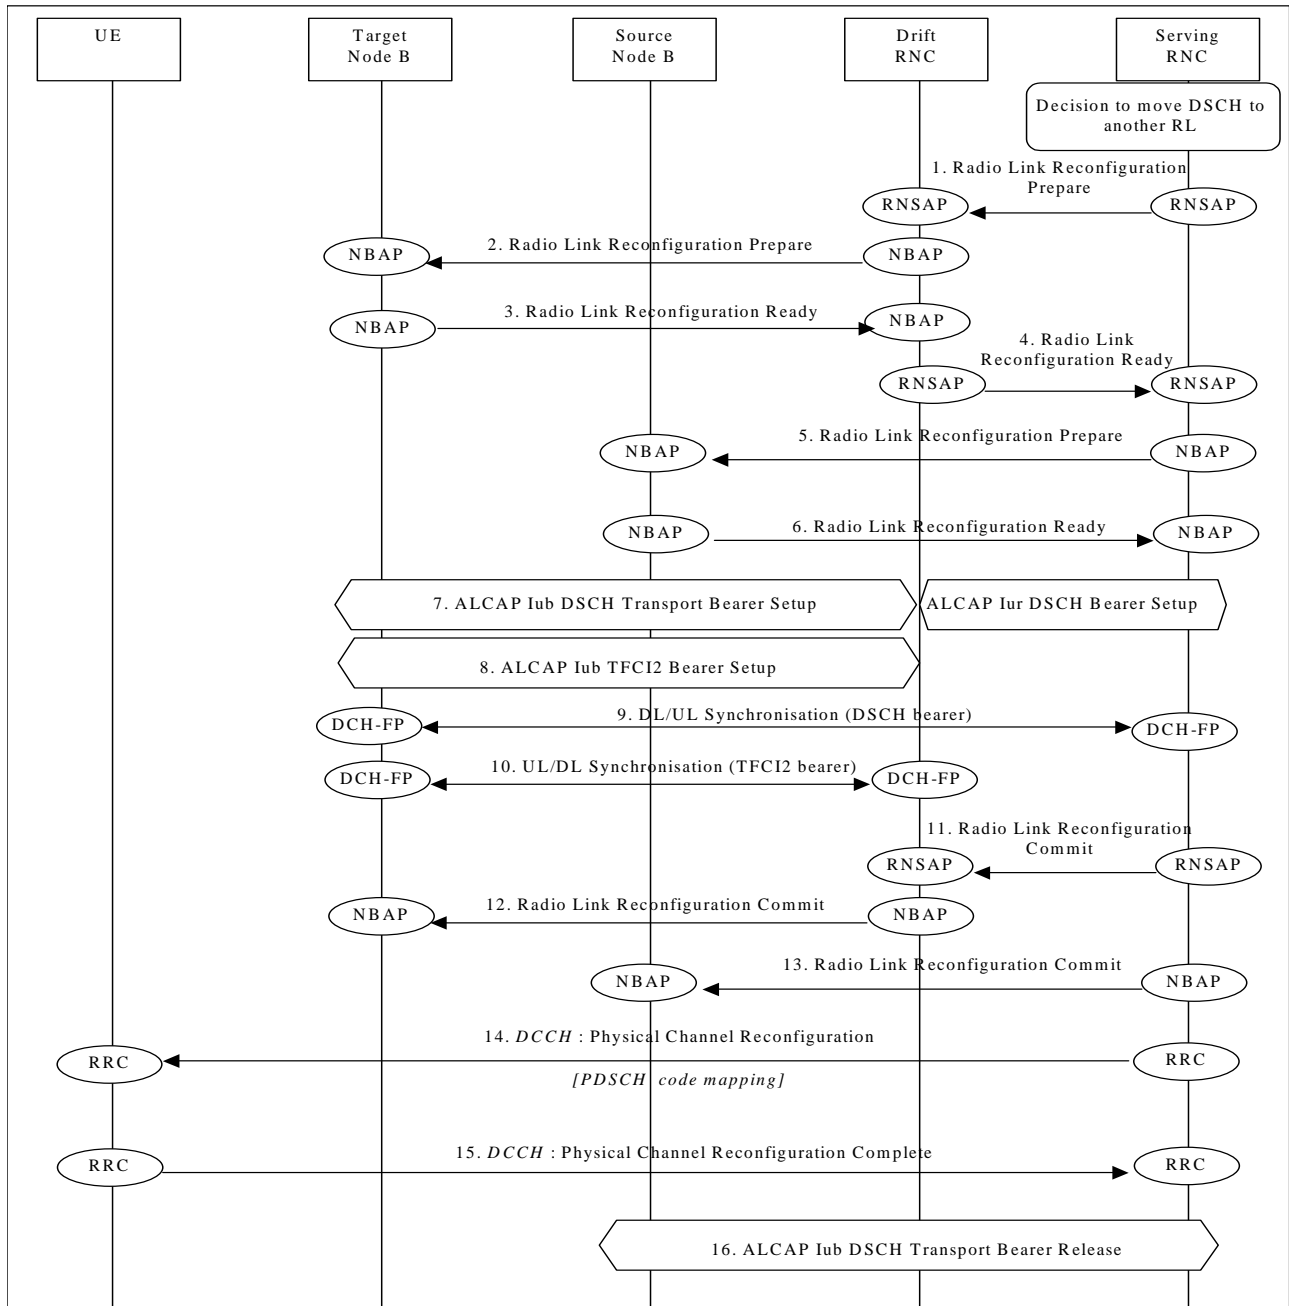 UE
Target
Node B
Source
Node B
Drift
RNC
Serving
RNC
Decision to move DSCH to
another RL
1. Radio Link Reconfiguration
Prepare
RNSAP
RNSAP
2. Radio Link Reconfiguration Prepare
NBAP
NBAP
3. Radio Link Reconfiguration Ready
NBAP
NBAP
4. Radio Link
Reconfiguration Ready
RNSAP
RNSAP
5. Radio Link Reconfiguration Prepare
NBAP
NBAP
6. Radio Link Reconfiguration Ready
NBAP
NBAP
7. ALCAP Iub DSCH Transport Bearer Setup
ALCAP Iur DSCH Bearer Setup
8. ALCAP Iub TFCI2 Bearer Setup
9. DL/UL Synchronisation (DSCH bearer)
DCH-FP
DCH-FP
10. UL/DL Synchronisation (TFCI2 bearer)
DCH-FP
DCH-FP
11. Radio Link Reconfiguration
Commit
RNSAP
RNSAP
12. Radio Link Reconfiguration Commit
NBAP
NBAP
13. Radio Link Reconfiguration Commit
NBAP
NBAP
14. DCCH : Physical Channel Reconfiguration
RRC
RRC
[PDSCH code mapping]
15. DCCH : Physical Channel Reconfiguration Complete
RRC
RRC
16. ALCAP Iub DSCH Transport Bearer Release